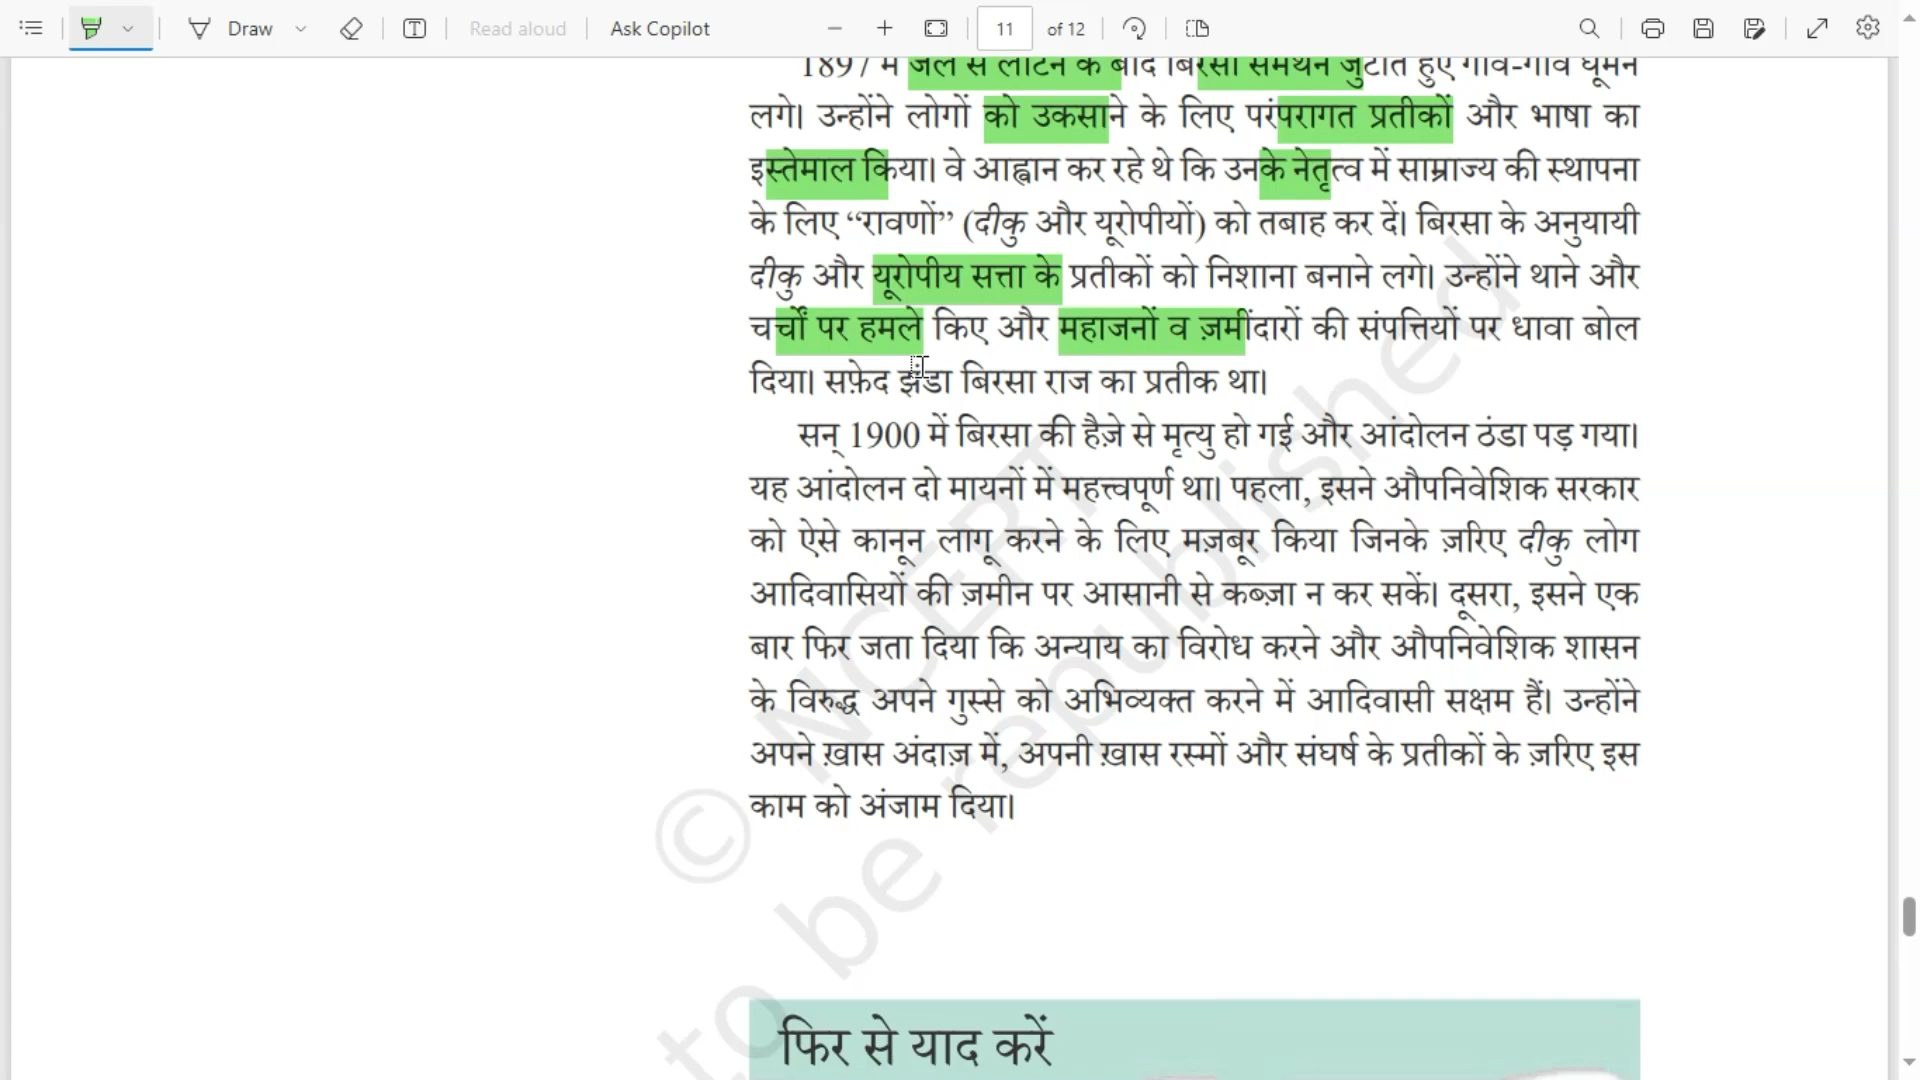 Draw
Read aloud
Ask Copilot
11
of 12
1897 में जेल से लौटने के बाद बिरसा समर्थन जुटाते हुए गाँव-गाँव घूमने
लगे। उन्होंने लोगों को उकसाने के लिए परंपरागत प्रतीकों और भाषा का
इस्तेमाल किया। वे आह्वान कर रहे थे कि उनके नेतृत्व में साम्राज्य की स्थापना
के लिए “रावणों” (दीकु और यूरोपीयों) को तबाह कर दें। बिरसा के अनुयायी
दीकु और यूरोपीय सत्ता के प्रतीकों को निशाना बनाने लगे। उन्होंने थाने और
चर्चों पर हमले किए और महाजनों व ज़मींदारों की संपत्तियों पर धावा बोल
दिया। सफ़ेद झंडा बिरसा राज का प्रतीक था।
सन् 1900 में बिरसा की हैज़े से मृत्यु हो गई और आंदोलन ठंडा पड़ गया।
यह आंदोलन दो मायनों में महत्त्वपूर्ण था। पहला, इसने औपनिवेशिक सरकार
को ऐसे कानून लागू करने के लिए मज़बूर किया जिनके ज़रिए दीकु लोग
आदिवासियों की ज़मीन पर आसानी से कब्ज़ा न कर सकें। दूसरा, इसने एक
बार फिर जता दिया कि अन्याय का विरोध करने और औपनिवेशिक शासन
के विरुद्ध अपने गुस्से को अभिव्यक्त करने में आदिवासी सक्षम हैं। उन्होंने
अपने ख़ास अंदाज़ में, अपनी ख़ास रस्मों और संघर्ष के प्रतीकों के ज़रिए इस
काम को अंजाम दिया।
© NCERT
to be republished
फिर से याद करें